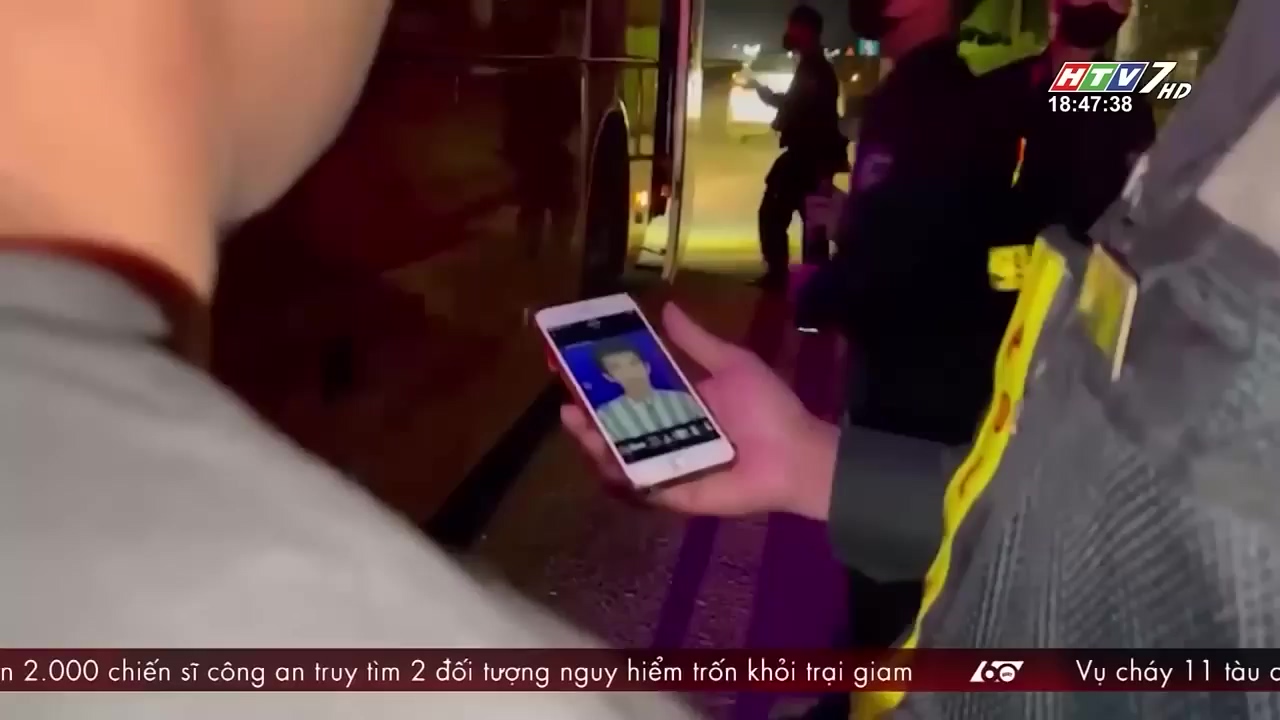 HTV7 HD
18:47:38
n 2.000 chiến sĩ công an truy tìm 2 đối tượng nguy hiểm trốn khỏi trại giam 60 Vụ cháy 11 tàu c